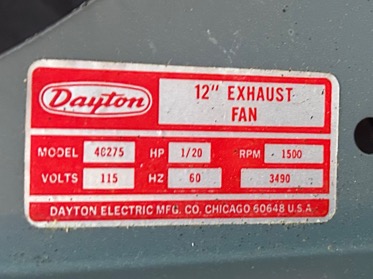 Dayton
12" EXHAUST
FAN
MODEL 4C275 HP 1/20 RPM 1500
VOLTS 115 HZ 60 3490
DAYTON ELECTRIC MFG. CO. CHICAGO 60648 U.S.A.